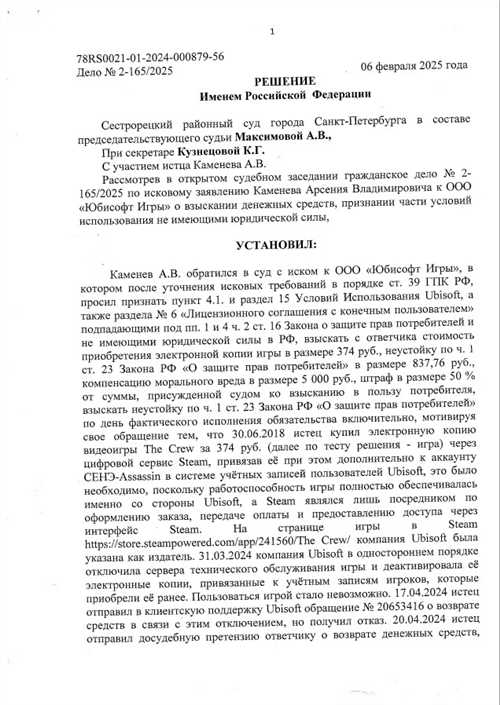 1
78RS0021-01-2024-000879-56
Дело № 2-165/2025
06 февраля 2025 года
РЕШЕНИЕ
Именем Российской Федерации
Сестрорецкий районный суд города Санкт-Петербурга в составе
председательствующего судьи Максимовой А.В.,
При секретаре Кузнецовой К.Г.
С участием истца Каменева А.В.
Рассмотрев в открытом судебном заседании гражданское дело № 2-
165/2025 по исковому заявлению Каменева Арсения Владимировича к ООО
«Юбисофт Игры» о взыскании денежных средств, признании части условий
использования не имеющими юридической силы,
УСТАНОВИЛ:
Каменев А.В. обратился в суд с иском к ООО «Юбисофт Игры», в
котором после уточнения исковых требований в порядке ст. 39 ГПК РФ,
просил признать пункт 4.1. и раздел 15 Условий Использования Ubisoft, а
также раздела № 6 «Лицензионного соглашения с конечным пользователем»
подпадающими под пп. 1 и 4 ч. 2 ст. 16 Закона о защите прав потребителей и
не имеющими юридической силы в РФ, взыскать с ответчика стоимость
приобретения электронной копии игры в размере 374 руб., неустойку по ч. 1
ст. 23 Закона РФ «О защите прав потребителей» в размере 837,76 руб.,
компенсацию морального вреда в размере 5 000 руб., штраф в размере 50 %
от суммы, присужденной судом ко взысканию в пользу потребителя,
взыскать неустойку по ч. 1 ст. 23 Закона РФ «О защите прав потребителей»
по день фактического исполнения обязательства включительно, мотивируя
свое обращение тем, что 30.06.2018 истец купил электронную копию
видеоигры The Crew за 374 руб. (далее по тесту решения - игра) через
цифровой сервис Steam, привязав её при этом дополнительно к аккаунту
СЕНЭ-Assassin в системе учётных записей пользователей Ubisoft, это было
необходимо, поскольку работоспособность игры полностью обеспечивалась
именно со стороны Ubisoft, а Steam являлся лишь посредником по
оформлению заказа, передаче оплаты и предоставлению доступа через
интерфейс Steam. На странице игры в Steam
https://store.steampowered.com/app/241560/The Crew/ компания Ubisoft была
указана как издатель. 31.03.2024 компания Ubisoft в одностороннем порядке
отключила сервера технического обслуживания игры и деактивировала её
электронные копии, привязанные к учётным записям игроков, которые
приобрели её ранее. Пользоваться игрой стало невозможно. 17.04.2024 истец
отправил в клиентскую поддержку Ubisoft обращение № 20653416 о возврате
средств в связи с этим отключением, но получил отказ. 20.04.2024 истец
отправил досудебную претензию ответчику о возврате денежных средств,